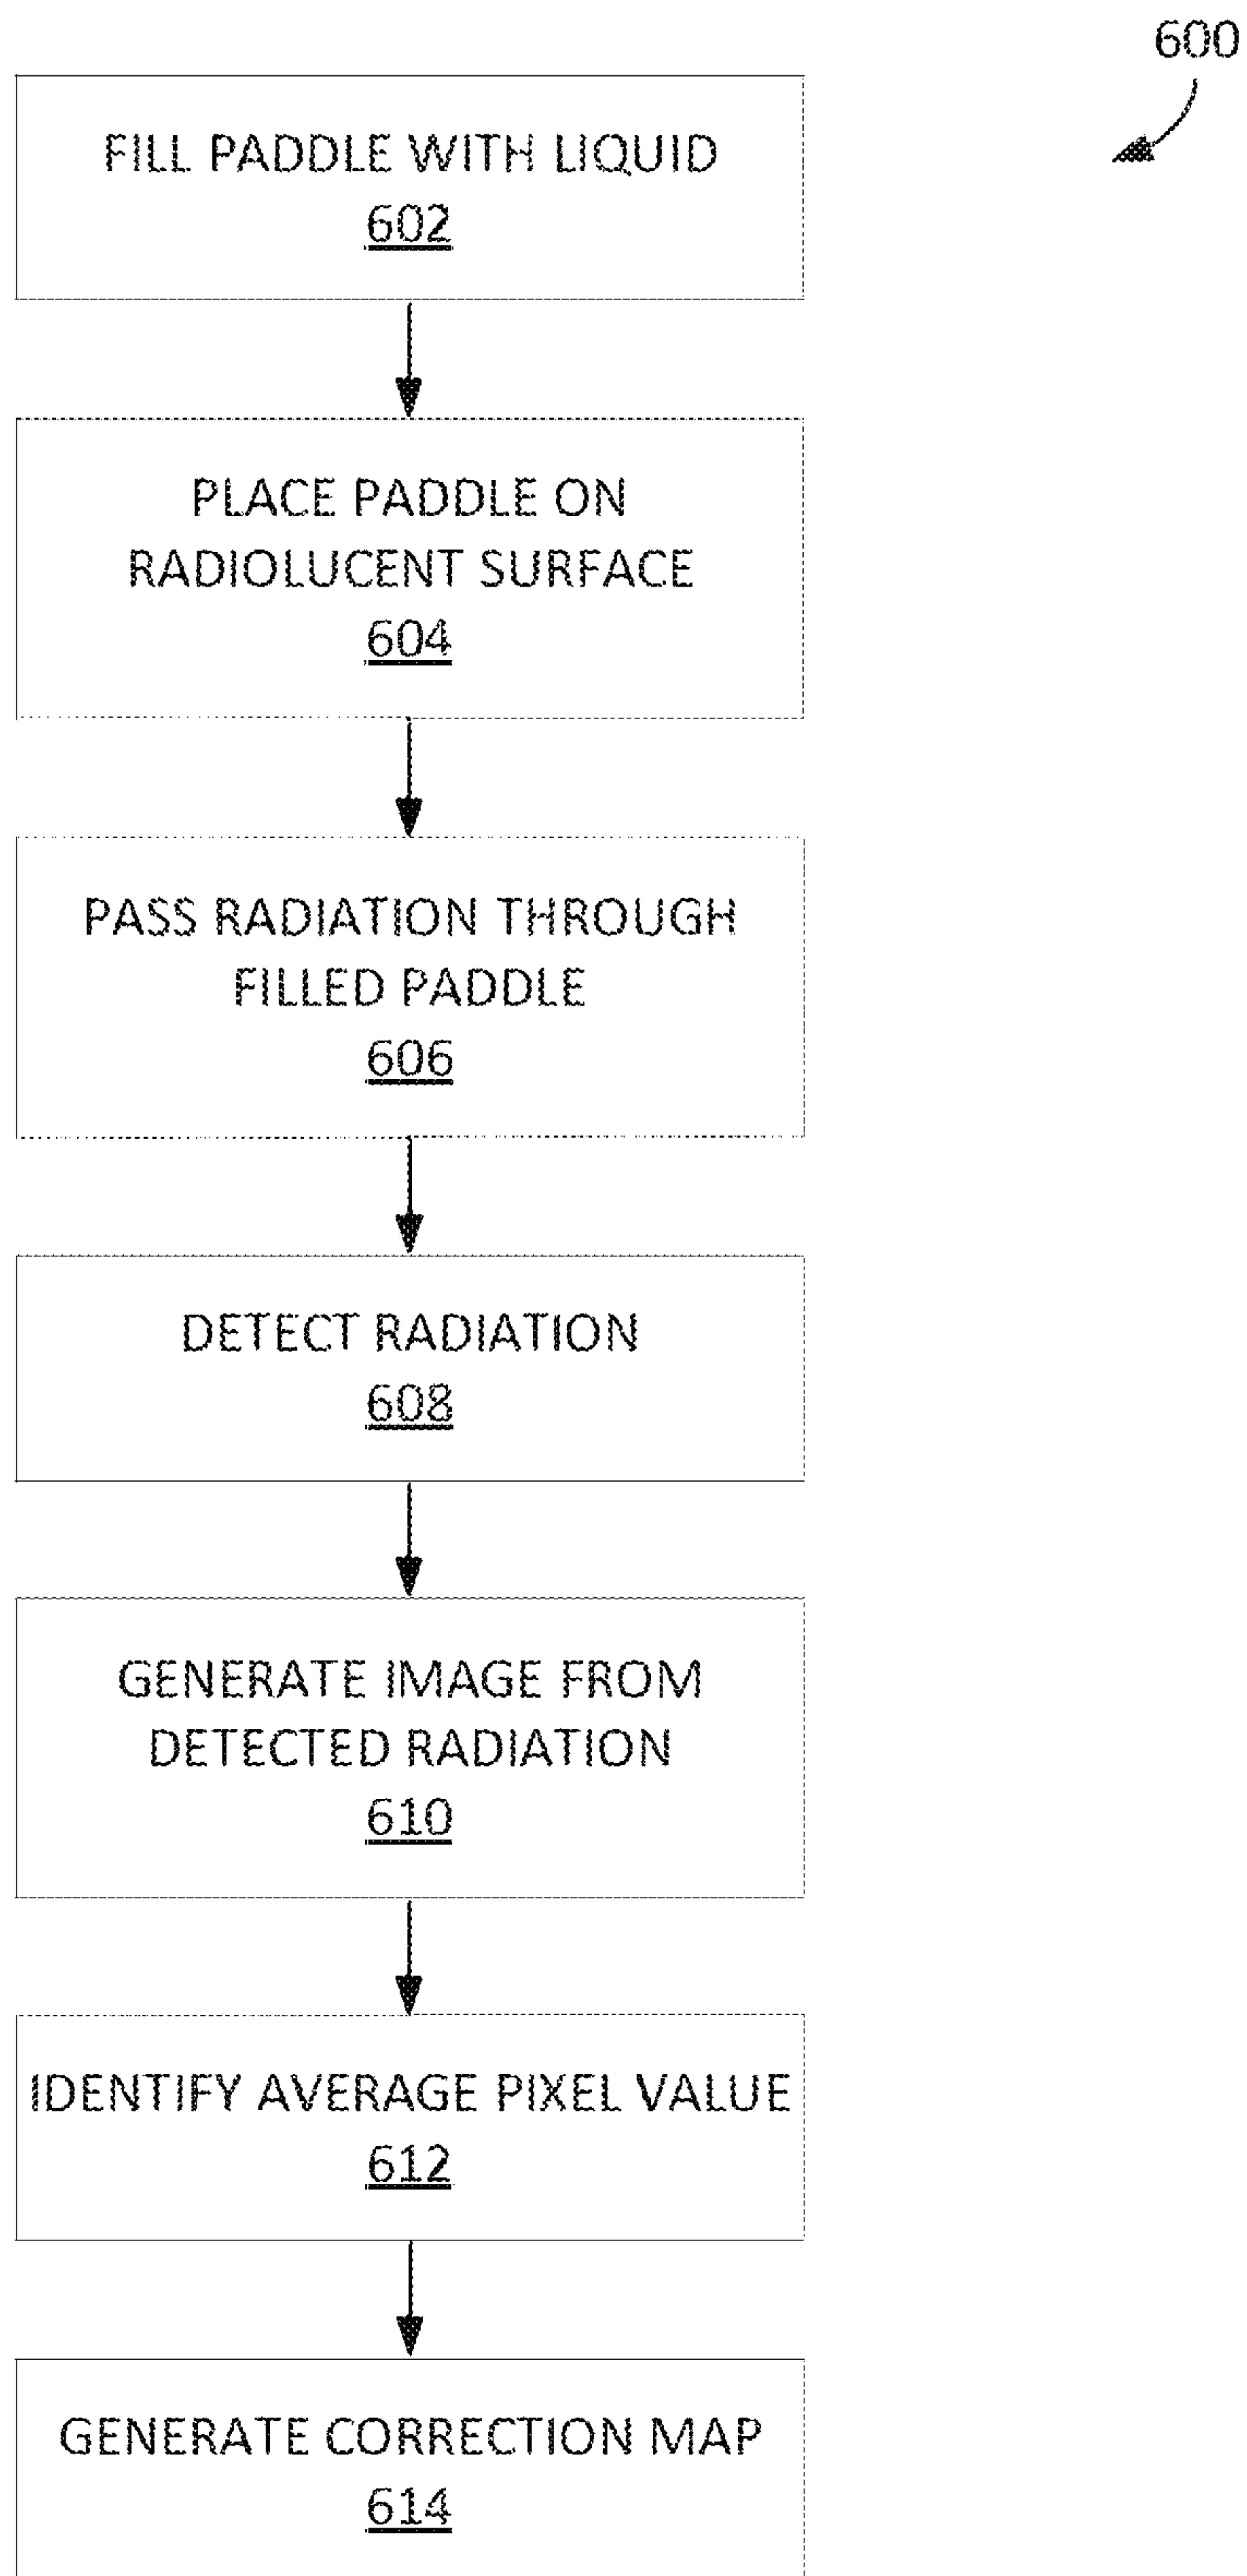 600
FILL PADDLE WITH LIQUID
602
PLACE PADDLE ON
RADIOLUCENT SURFACE
604
PASS RADIATION THROUGH
FILLED PADDLE
606
DETECT RADIATION
608
GENERATE IMAGE FROM
DETECTED RADIATION
610
IDENTIFY AVERAGE PIXEL VALUE
612
GENERATE CORRECTION MAP
614